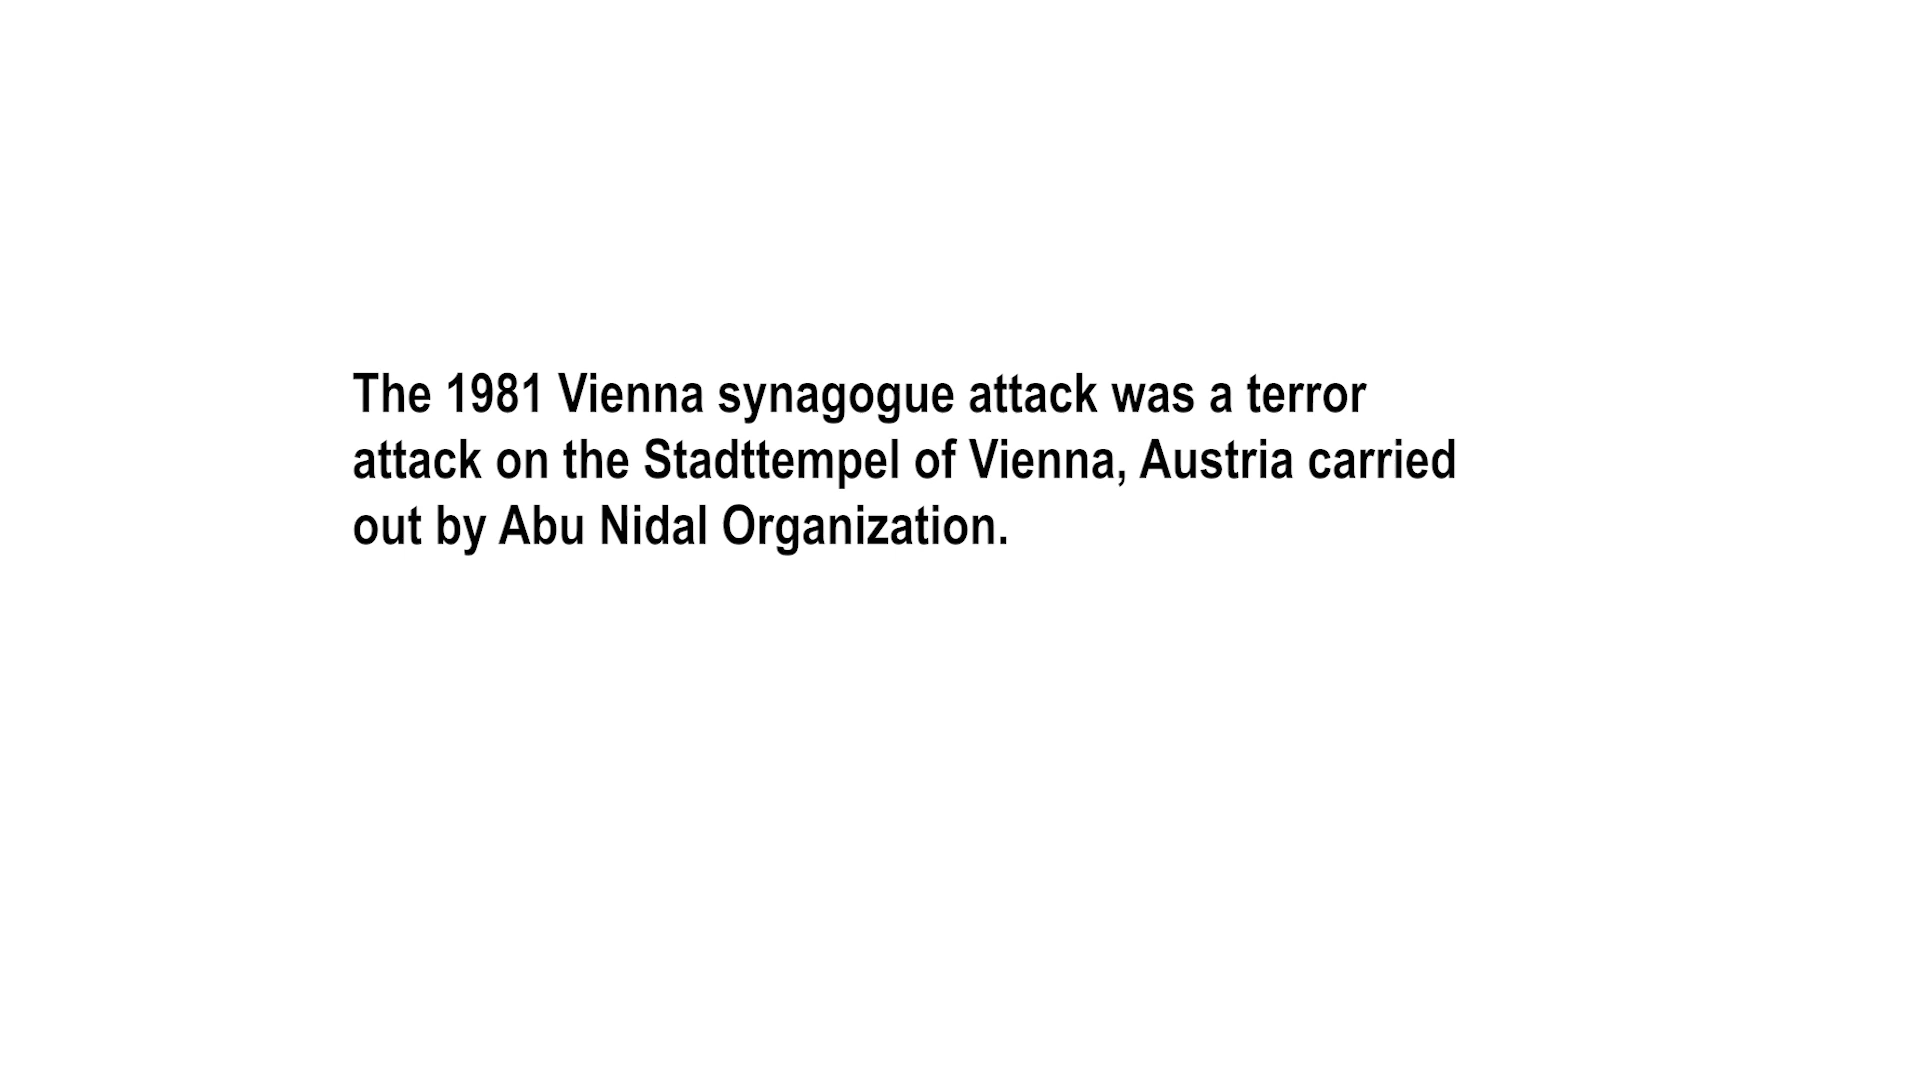 The 1981 Vienna synagogue attack was a terror
attack on the Stadttempel of Vienna, Austria carried
out by Abu Nidal Organization.